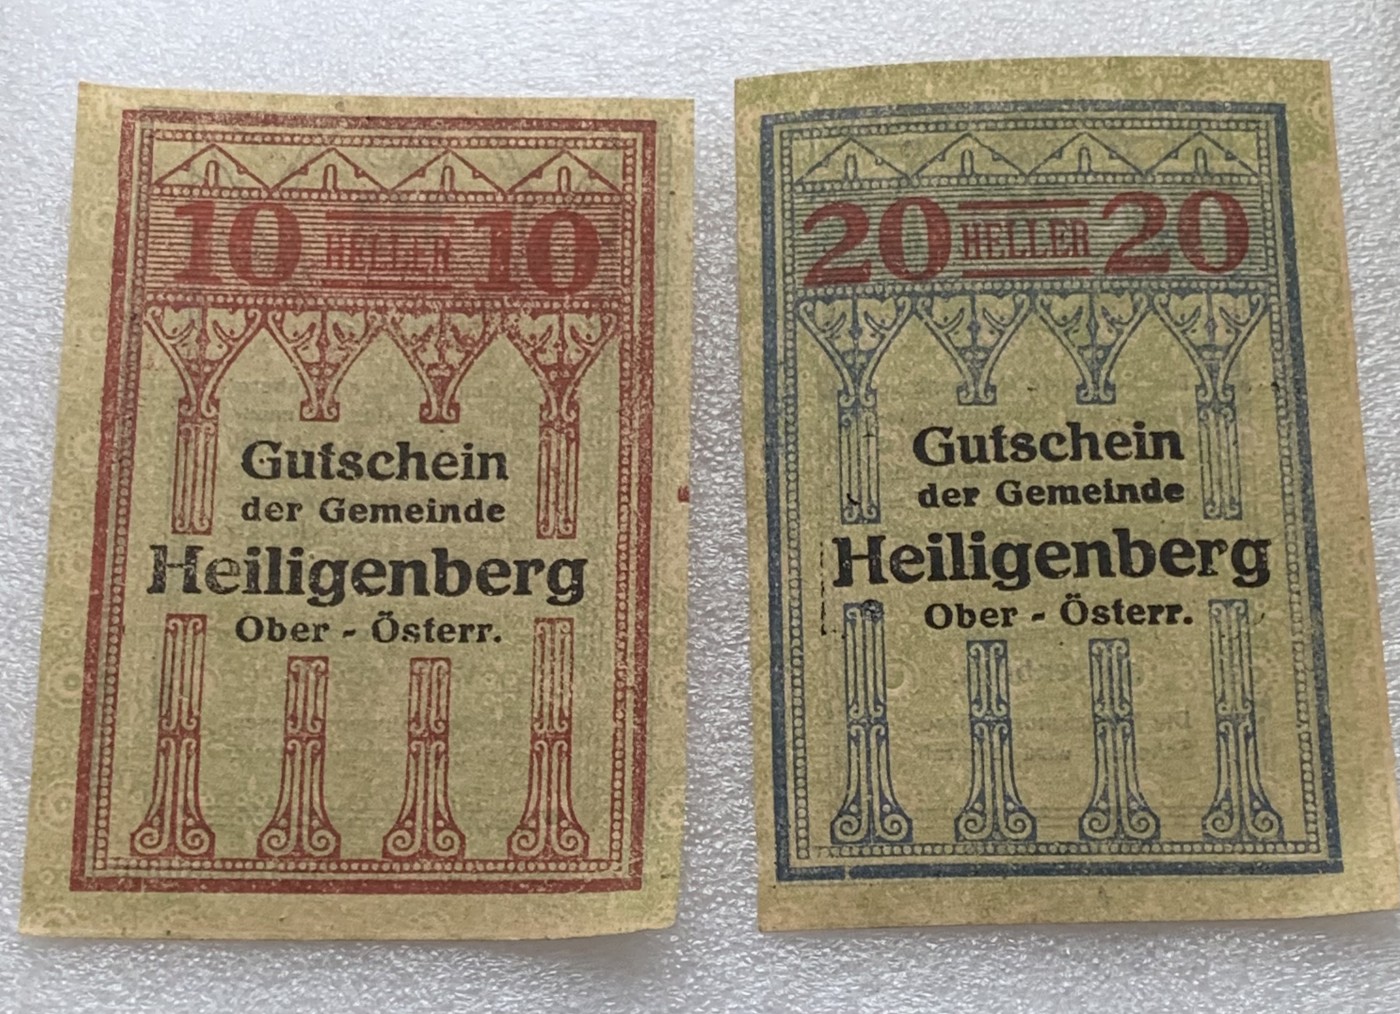 10 HELLER 10
Gutschein
der Gemeinde
Heiligenberg
Ober - Österr.
20 HELLER 20
Gutschein
der Gemeinde
Heiligenberg
Ober - Österr.